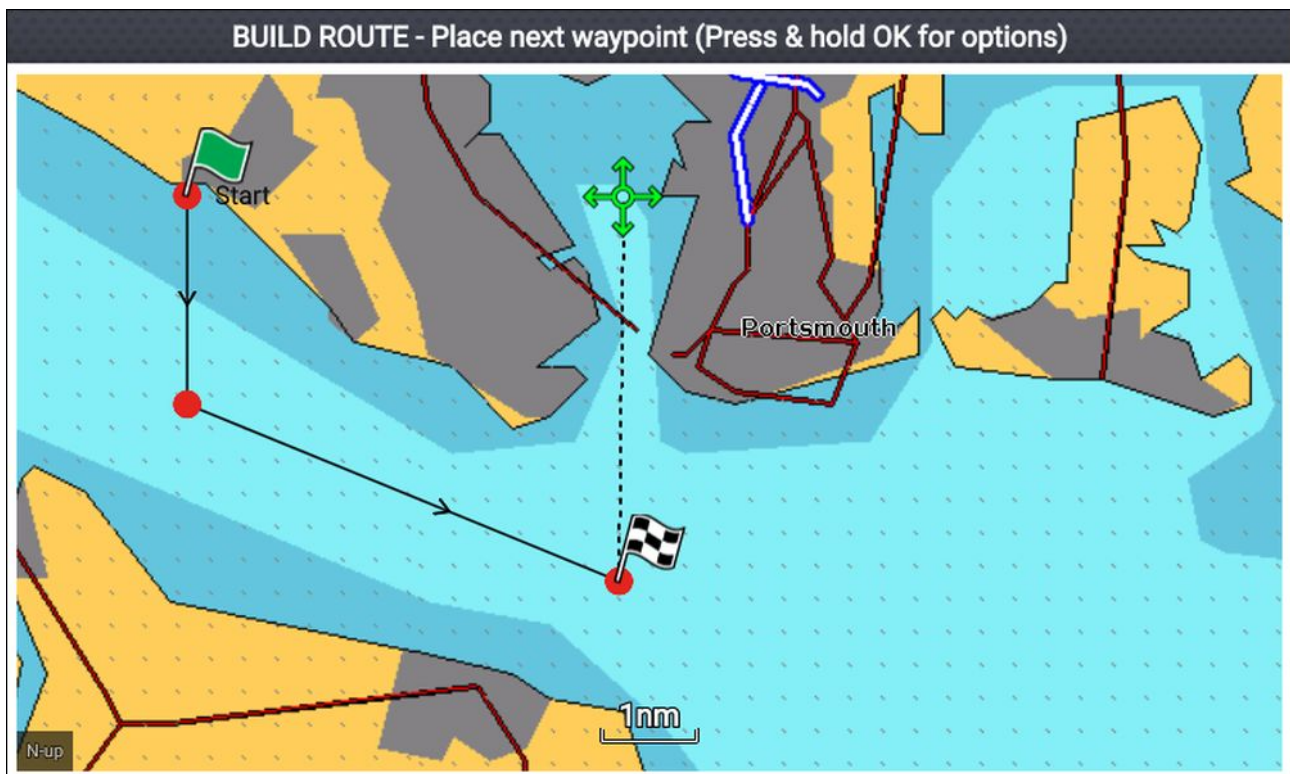 BUILD ROUTE - Place next waypoint (Press & hold OK for options)
Start
Portsmouth
1nm
N-up